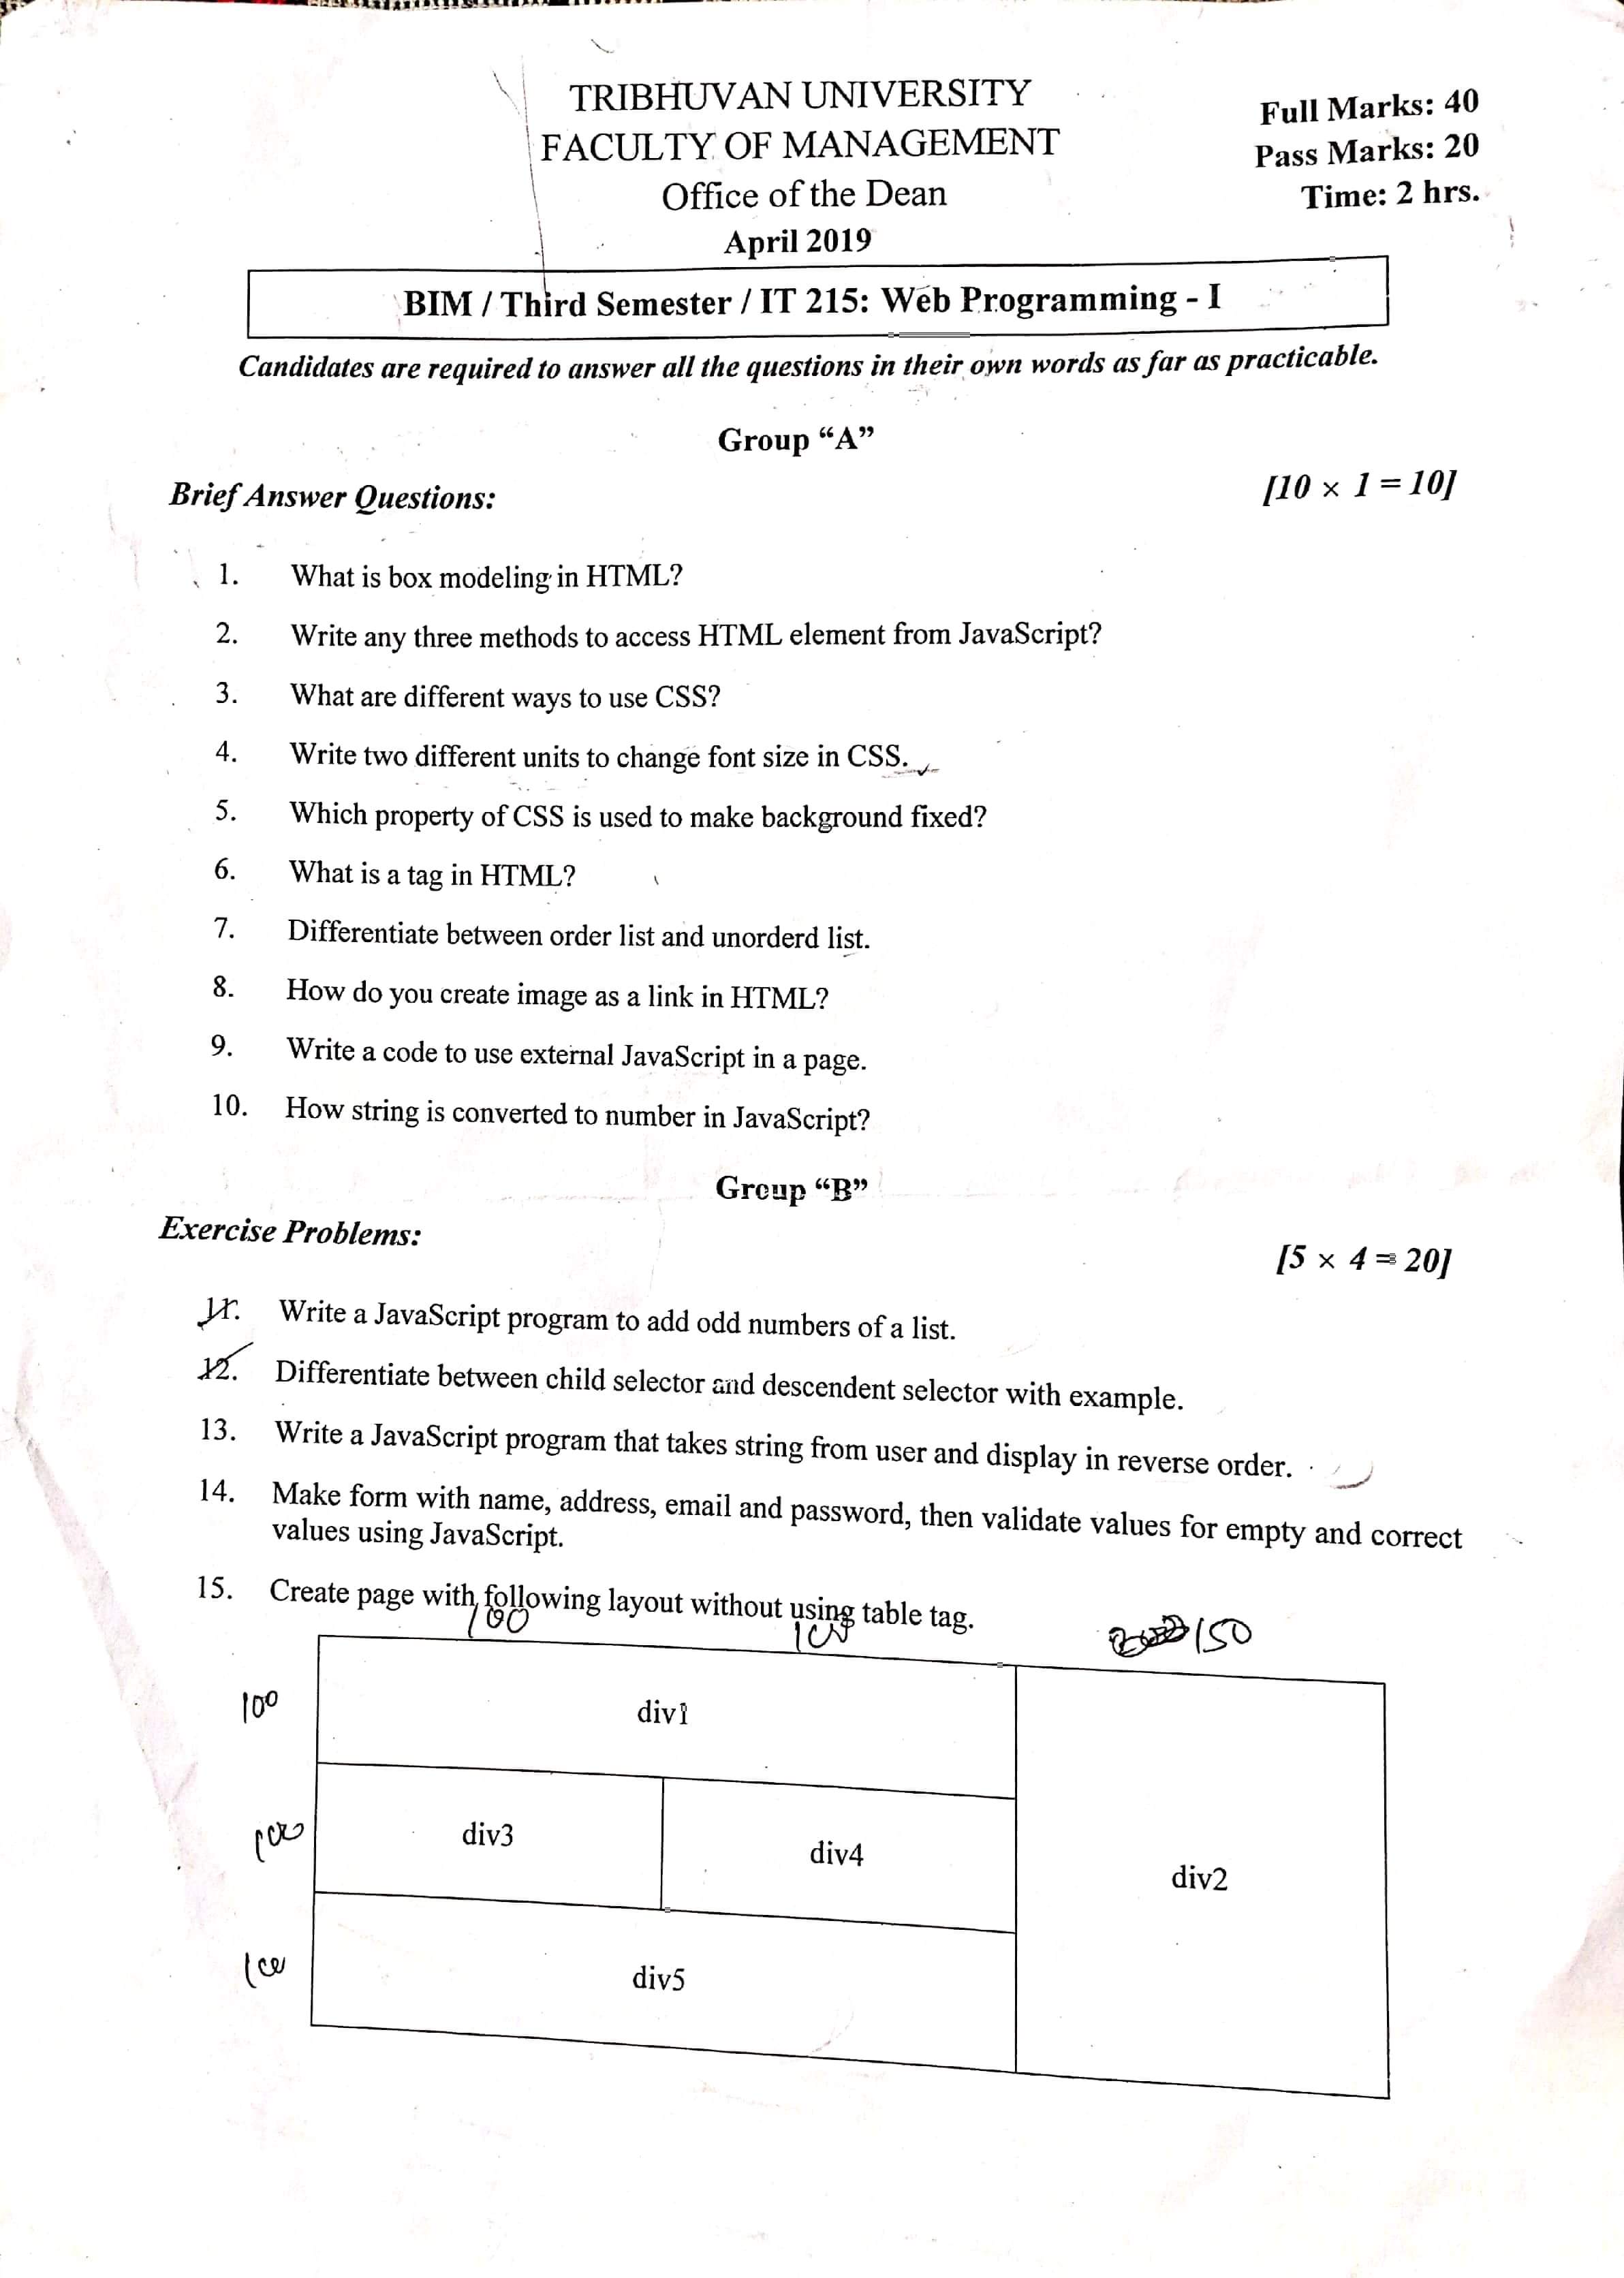 TRIBHUVAN UNIVERSITY
FACULTY OF MANAGEMENT
Office of the Dean
April 2019
Full Marks: 40
Pass Marks: 20
Time: 2 hrs.
BIM / Third Semester / IT 215: Web Programming - I
Candidates are required to answer all the questions in their own words as far as practicable.
Group “A”
Brief Answer Questions:
[10 × 1 = 10]
1. What is box modeling in HTML?
2. Write any three methods to access HTML element from JavaScript?
3. What are different ways to use CSS?
4. Write two different units to change font size in CSS.
5. Which property of CSS is used to make background fixed?
6. What is a tag in HTML?
7. Differentiate between order list and unorderd list.
8. How do you create image as a link in HTML?
9. Write a code to use external JavaScript in a page.
10. How string is converted to number in JavaScript?
Group “B”
Exercise Problems:
[5 × 4 = 20]
11. Write a JavaScript program to add odd numbers of a list.
12. Differentiate between child selector and descendent selector with example.
13. Write a JavaScript program that takes string from user and display in reverse order.
14. Make form with name, address, email and password, then validate values for empty and correct
values using JavaScript.
15. Create page with following layout without using table tag.
100 100 150
100 div1
100 div3 div4 div2
100 div5